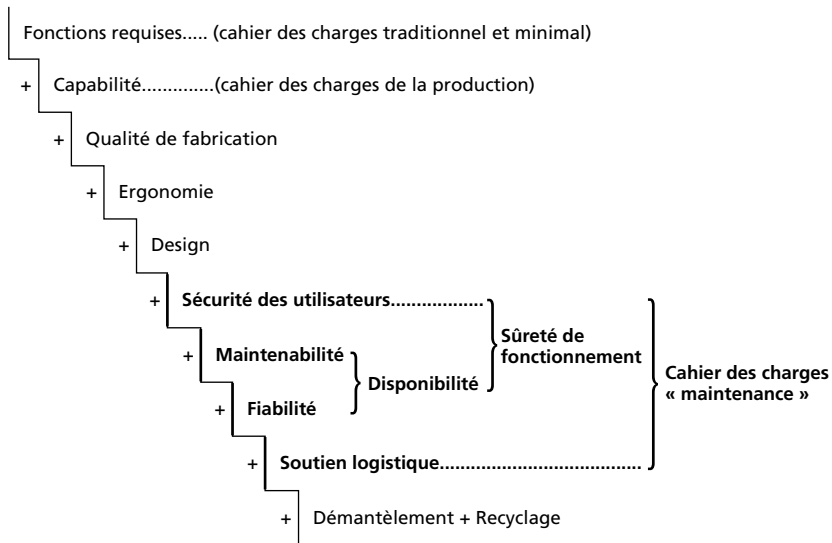 Fonctions requises..... (cahier des charges traditionnel et minimal)
+ Capabilité..............(cahier des charges de la production)
+ Qualité de fabrication
+ Ergonomie
+ Design
+ Sécurité des utilisateurs...................
Sûreté de
fonctionnement
+ Maintenabilité
Disponibilité
Cahier des charges
« maintenance »
+ Fiabilité
+ Soutien logistique.........................................
+ Démantèlement + Recyclage